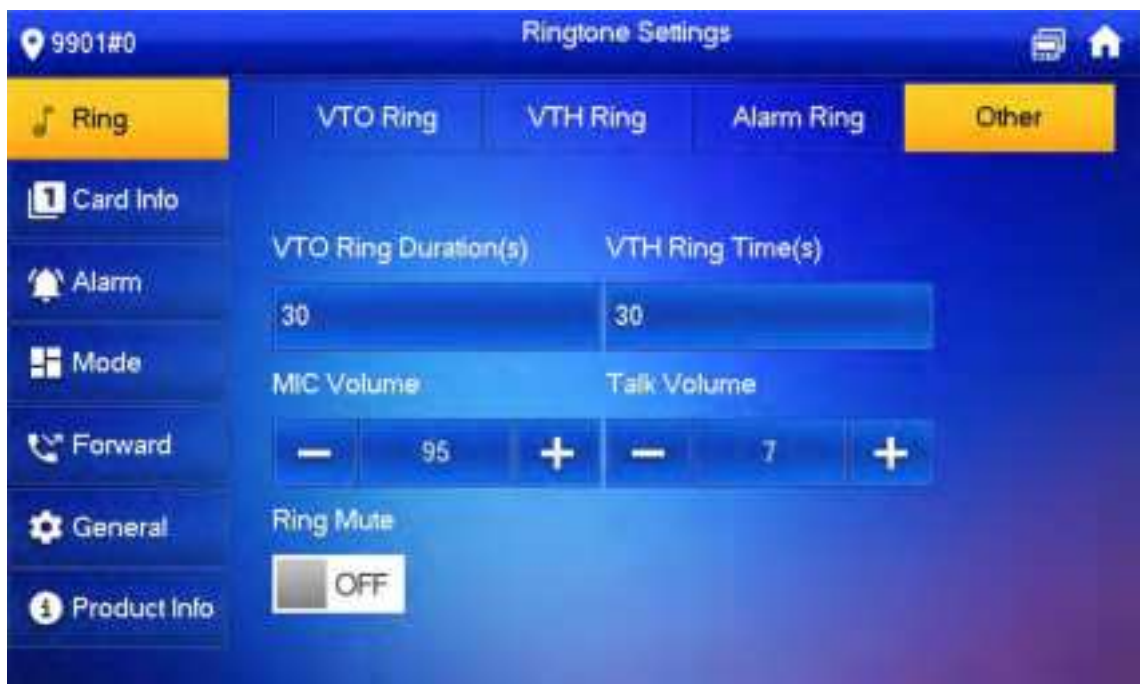 9901#0
Ringtone Settings
Ring
VTO Ring
VTH Ring
Alarm Ring
Other
1
Card Info
Alarm
Mode
Forward
General
Product Info
VTO Ring Duration(s)
VTH Ring Time(s)
30
30
MIC Volume
Talk Volume
95
7
Ring Mute
OFF